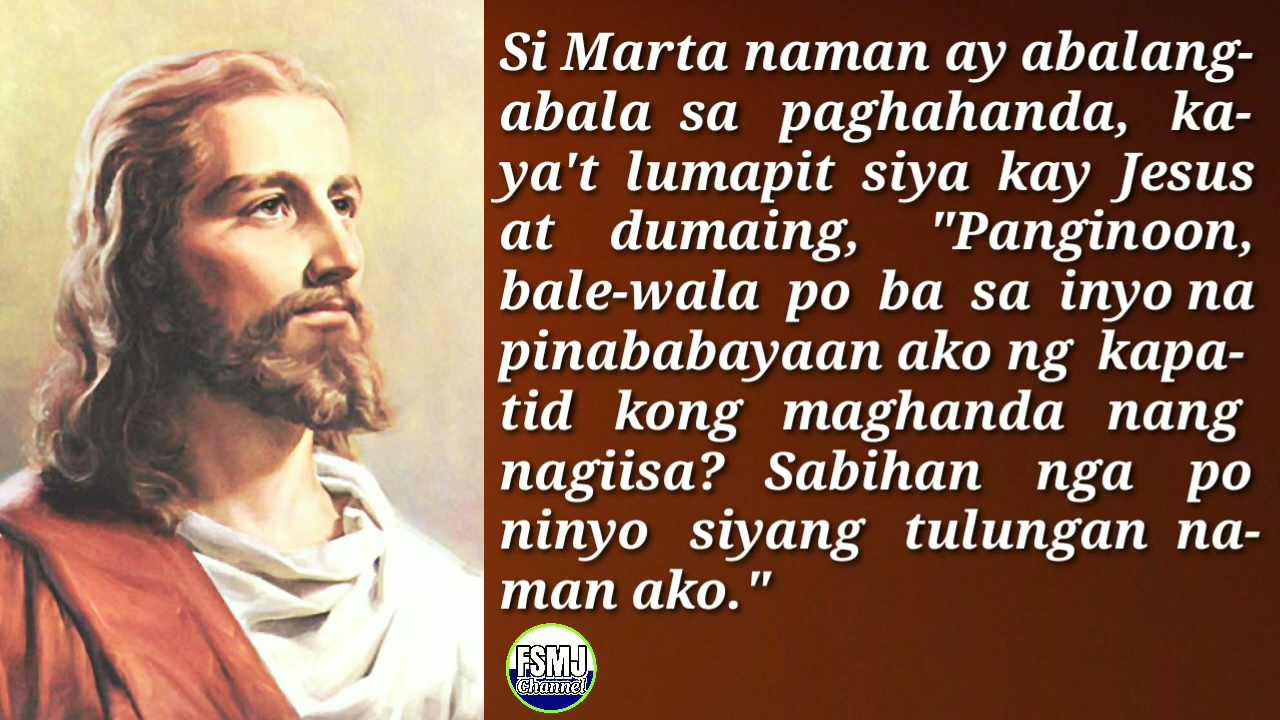 Si Marta naman ay abalang-
abala sa paghahanda, ka-
ya't lumapit siya kay Jesus
at dumaing, "Panginoon,
bale-wala po ba sa inyo na
pinababayaan ako ng kapa-
tid kong maghanda nang
nagiisa? Sabihan nga po
ninyo siyang tulungan na-
man ako."
FSMJ
Channel